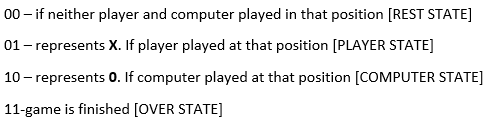 00 – if neither player and computer played in that position [REST STATE]
01 – represents X. If player played at that position [PLAYER STATE]
10 – represents 0. If computer played at that position [COMPUTER STATE]
11-game is finished [OVER STATE]